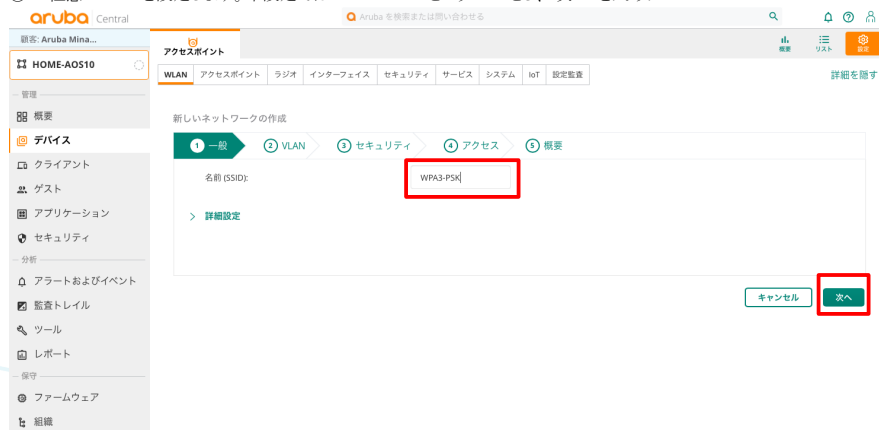 aruba Central
Aruba を検索または問い合わせる
顧客: Aruba Mina...
アクセスポイント
概要
リスト
設定
HOME-AOS10
WLAN アクセスポイント ラジオ インターフェイス セキュリティ サービス システム IoT 設定監査
詳細を隠す
管理
概要
デバイス
クライアント
ゲスト
アプリケーション
セキュリティ
分析
アラートおよびイベント
監査トレイル
ツール
レポート
保守
ファームウェア
組織
新しいネットワークの作成
1 一般 2 VLAN 3 セキュリティ 4 アクセス 5 概要
名前 (SSID): WPA3-PSK
詳細設定
キャンセル 次へ